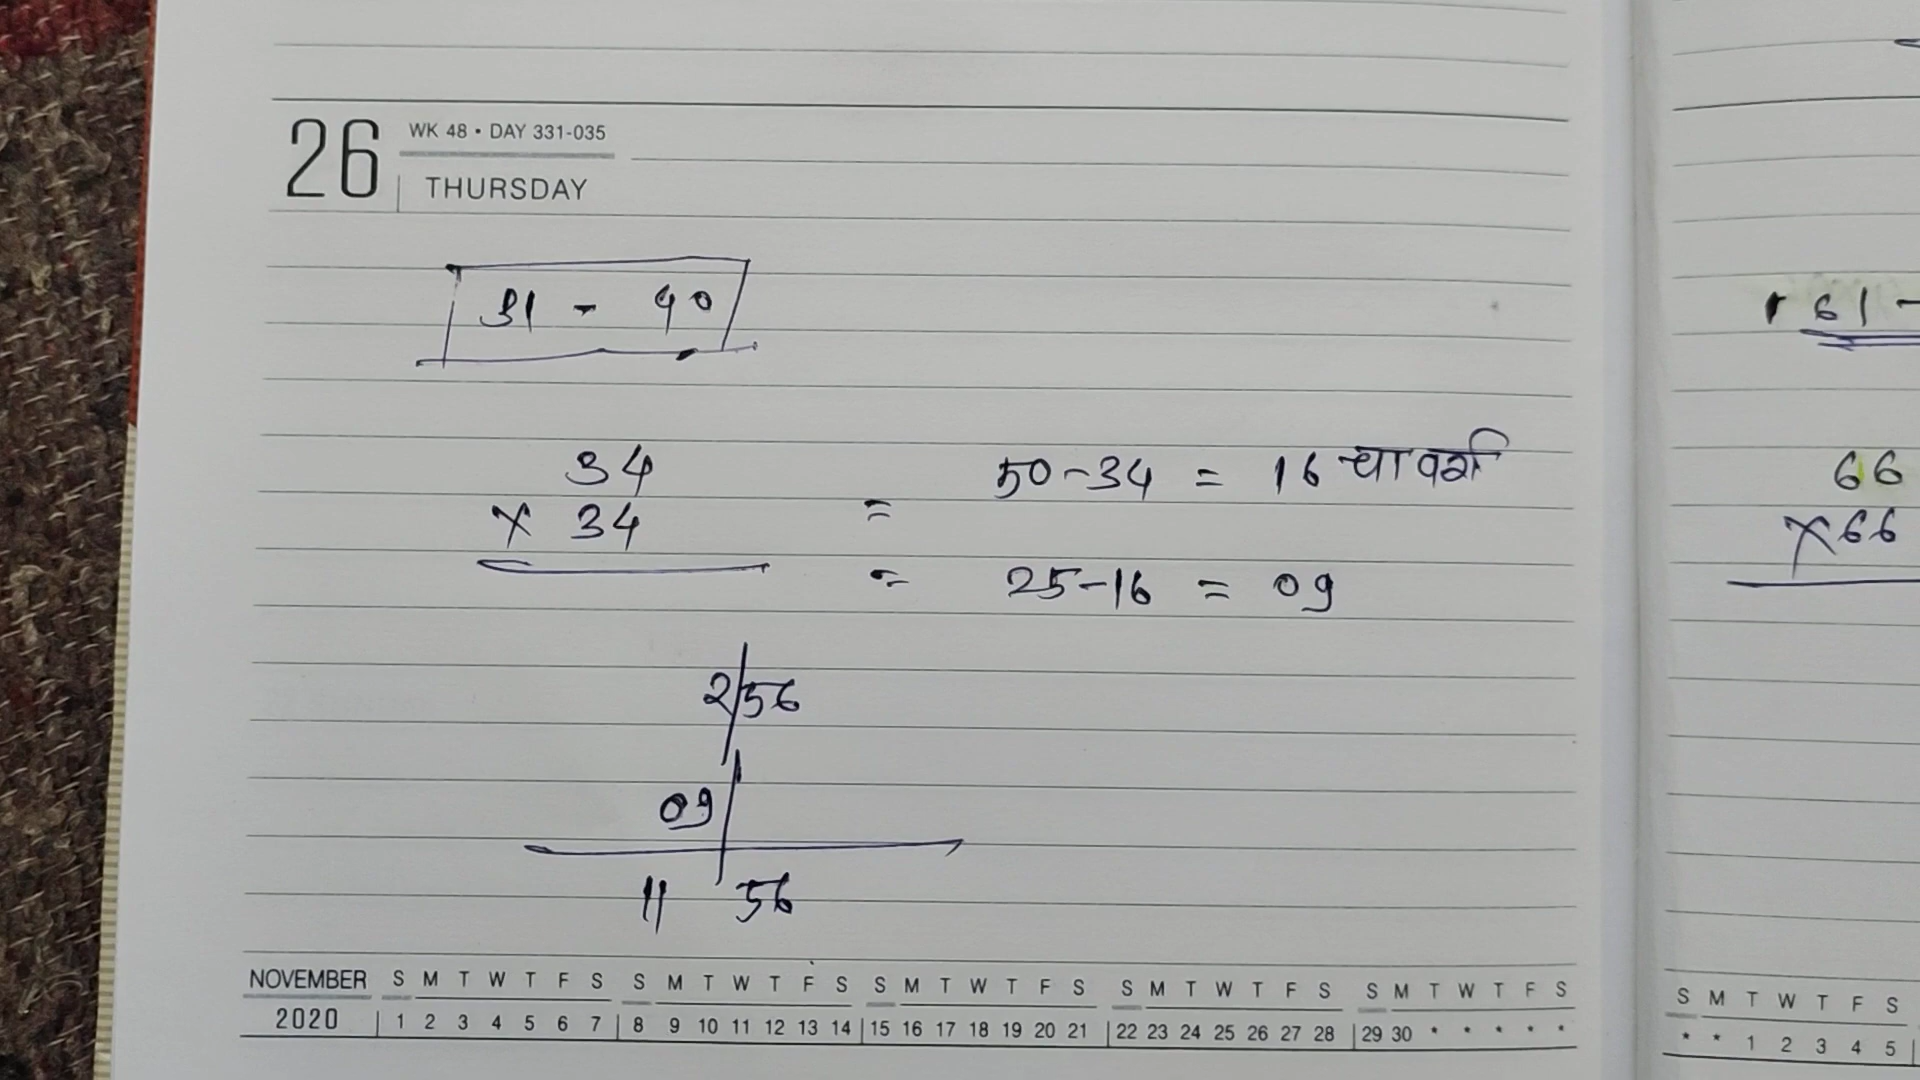 26 WK 48 • DAY 331-035
THURSDAY
31 - 40
34
× 34
= 50-34 = 16 चा वर्ग
= 25-16 = 09
2/56
09
11 56
NOVEMBER S M T W T F S S M T W T F S S M T W T F S S M T W T F S S M T W T F S
2020 1 2 3 4 5 6 7 8 9 10 11 12 13 14 15 16 17 18 19 20 21 22 23 24 25 26 27 28 29 30 * * * * *
61 -
66
×66
S M T W T F S
* * 1 2 3 4 5